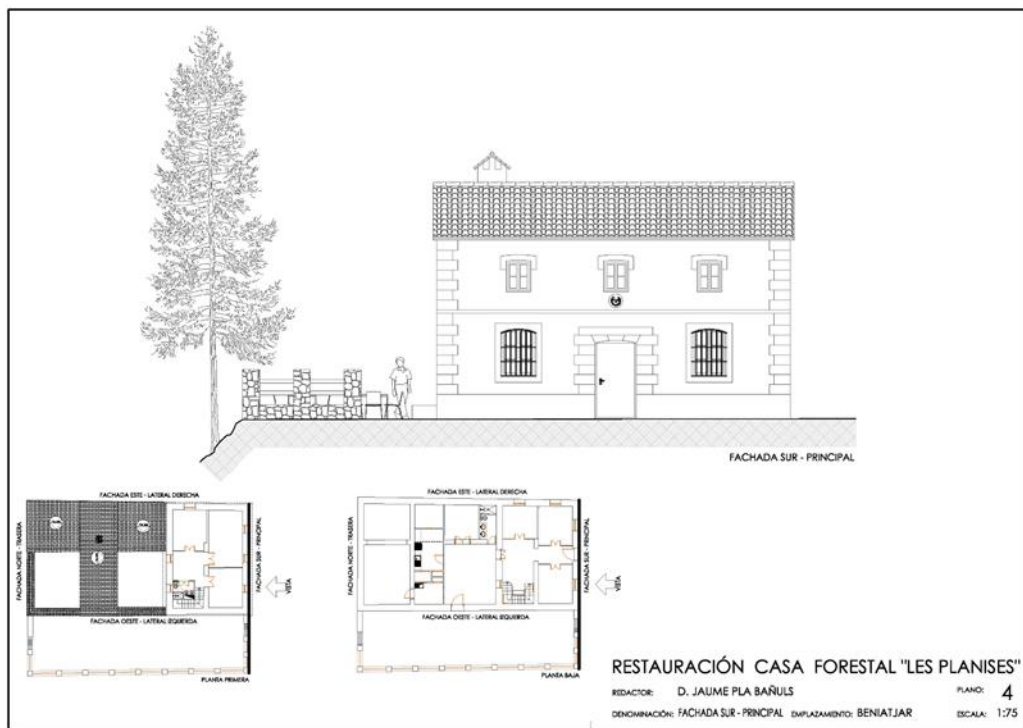 FACHADA SUR - PRINCIPAL
FACHADA ESTE - LATERAL DERECHA
FACHADA NORTE - TRASERA
FACHADA SUR - PRINCIPAL
VISTA
FACHADA OESTE - LATERAL IZQUIERDA
PLANTA PRIMERA
FACHADA ESTE - LATERAL DERECHA
FACHADA NORTE - TRASERA
FACHADA SUR - PRINCIPAL
VISTA
FACHADA OESTE - LATERAL IZQUIERDA
PLANTA BAJA
RESTAURACIÓN CASA FORESTAL "LES PLANISES"
REDACTOR: D. JAUME PLA BAÑULS PLANO: 4
DENOMINACIÓN: FACHADA SUR - PRINCIPAL EMPLAZAMIENTO: BENIATJAR ESCALA: 1:75